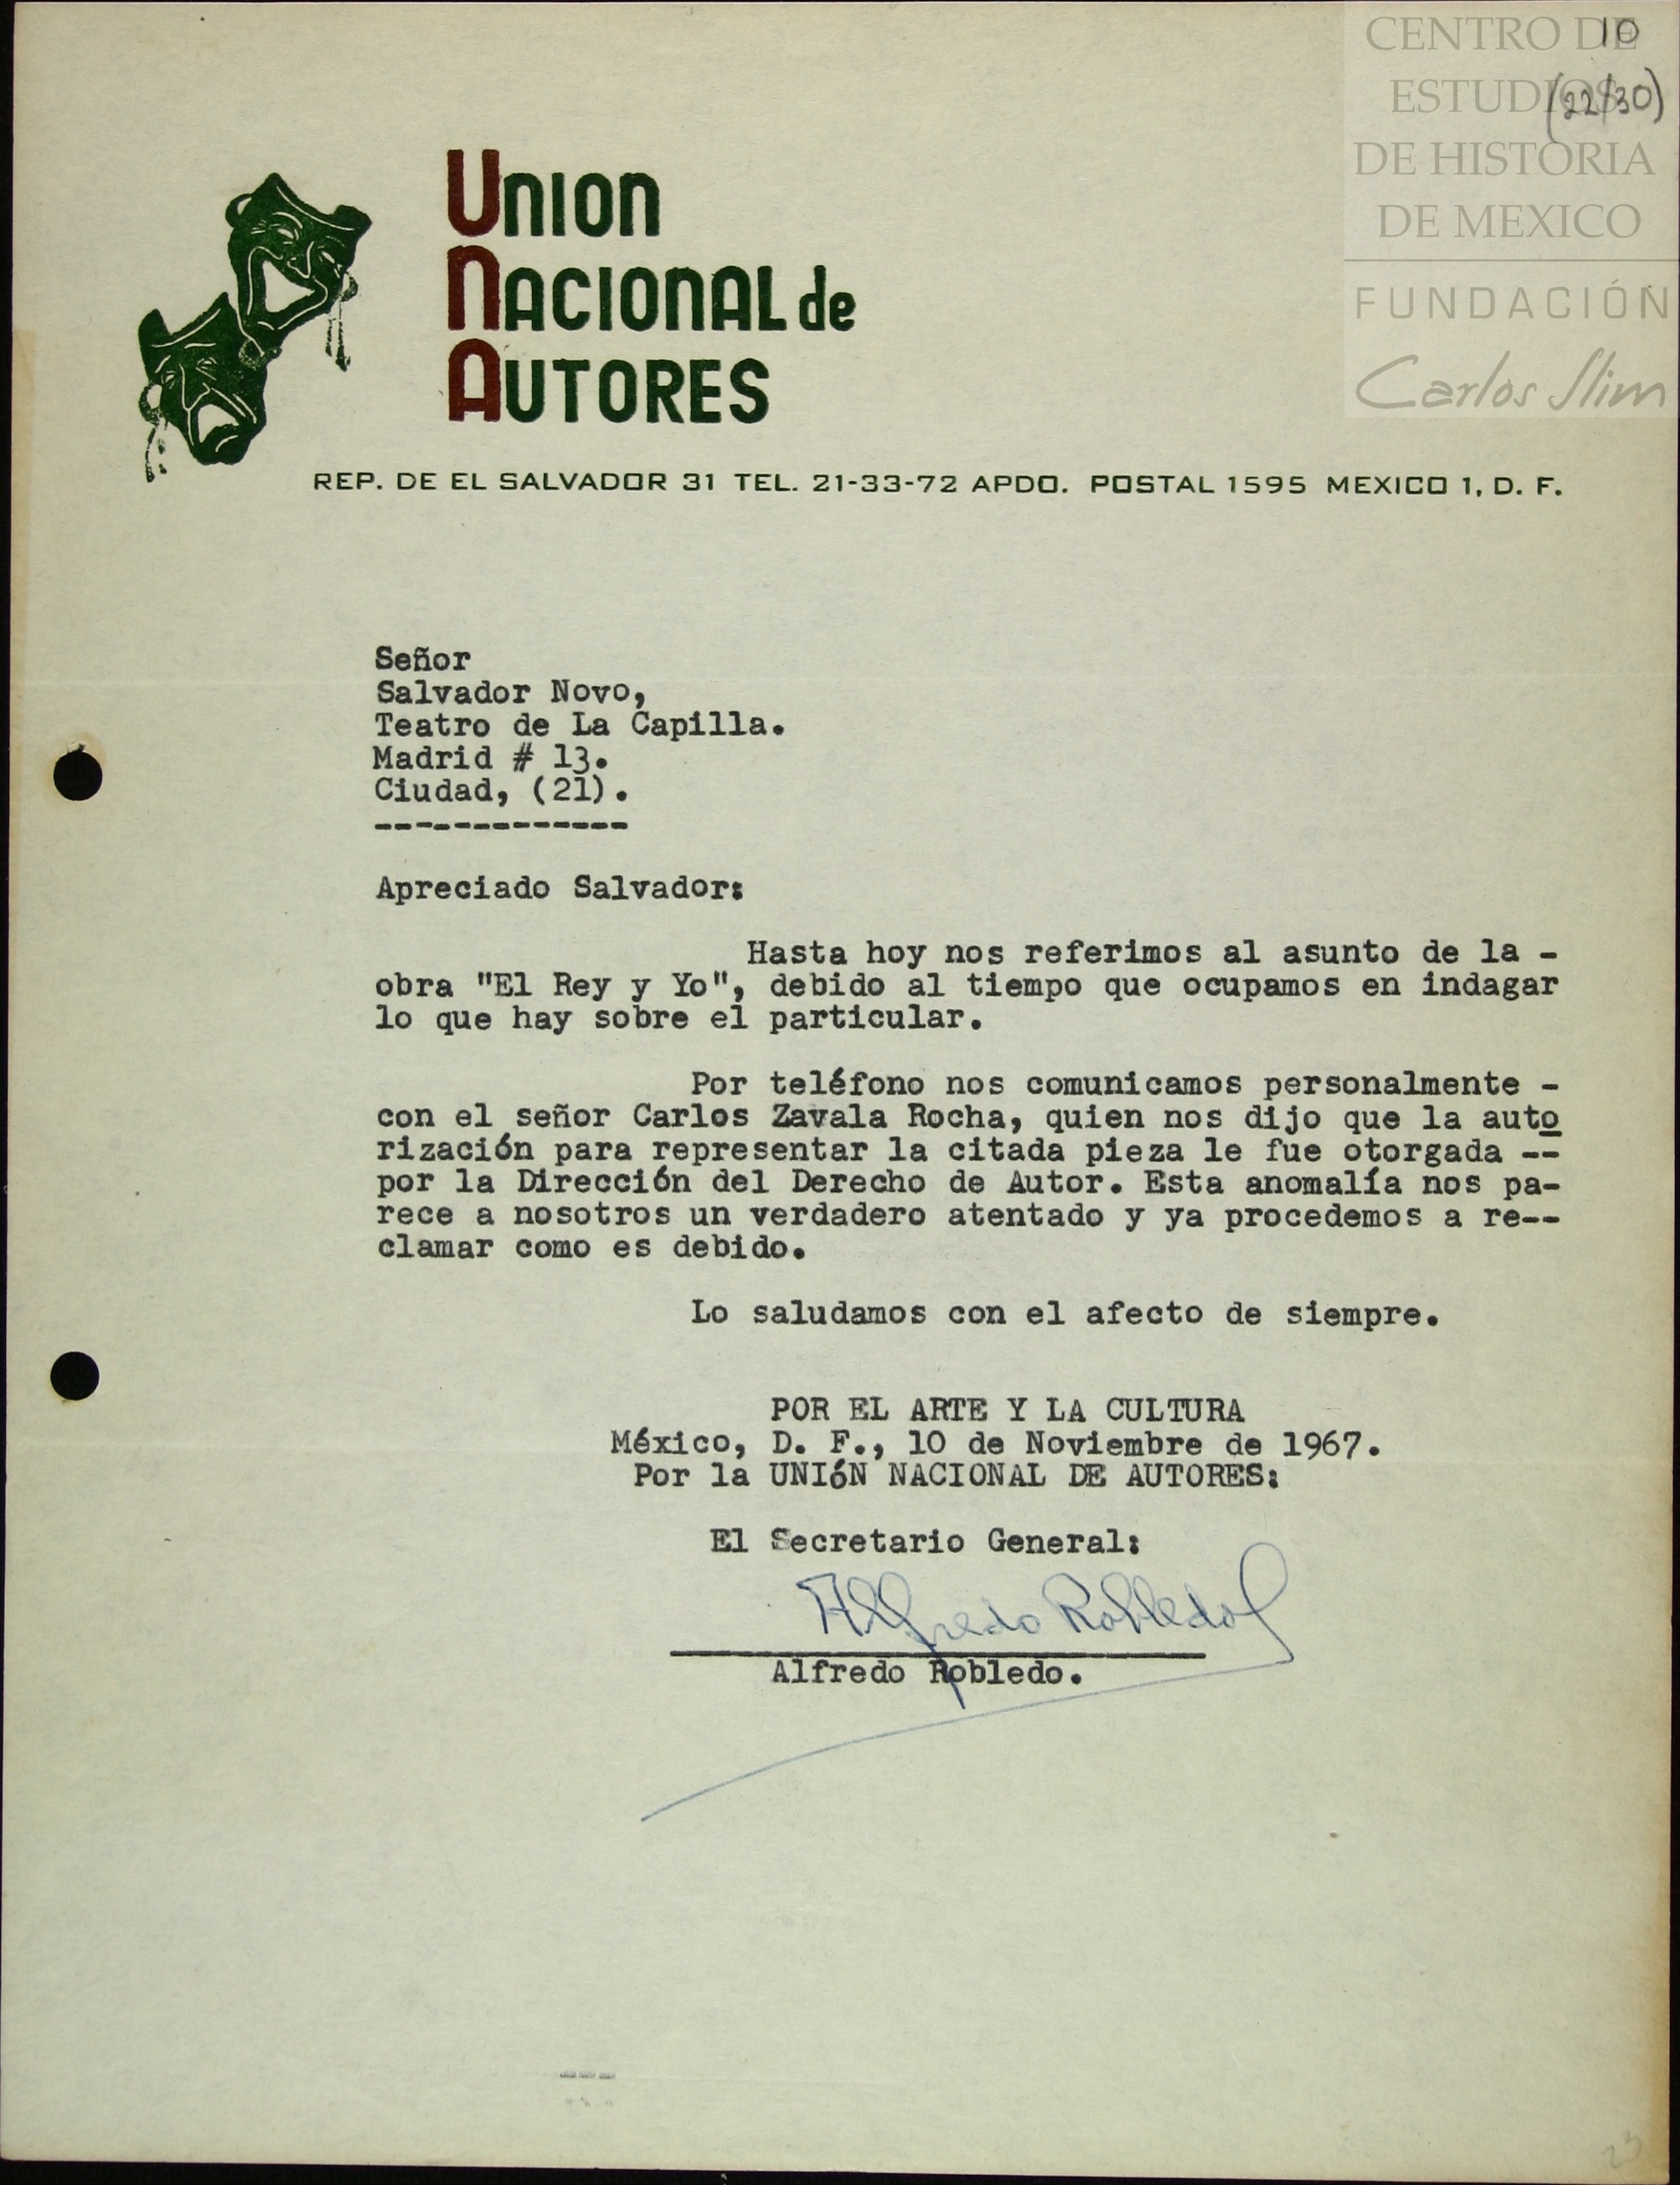 CENTRO DE
ESTUDIOS
DE HISTORIA
DE MEXICO
FUNDACIÓN
Carlos Slim
10
(22/30)
UNION
NACIONAL de
AUTORES
REP. DE EL SALVADOR 31 TEL. 21-33-72 APDO. POSTAL 1595 MEXICO 1, D. F.
Señor
Salvador Novo,
Teatro de La Capilla.
Madrid # 13.
Ciudad, (21).
-------------
Apreciado Salvador:
Hasta hoy nos referimos al asunto de la -
obra "El Rey y Yo", debido al tiempo que ocupamos en indagar
lo que hay sobre el particular.
Por teléfono nos comunicamos personalmente -
con el señor Carlos Zavala Rocha, quien nos dijo que la auto
rización para representar la citada pieza le fue otorgada --
por la Dirección del Derecho de Autor. Esta anomalía nos pa-
rece a nosotros un verdadero atentado y ya procedemos a re--
clamar como es debido.
Lo saludamos con el afecto de siempre.
POR EL ARTE Y LA CULTURA
México, D. F., 10 de Noviembre de 1967.
Por la UNIóN NACIONAL DE AUTORES:
El Secretario General:
Alfredo Robledo
Alfredo Robledo.
23